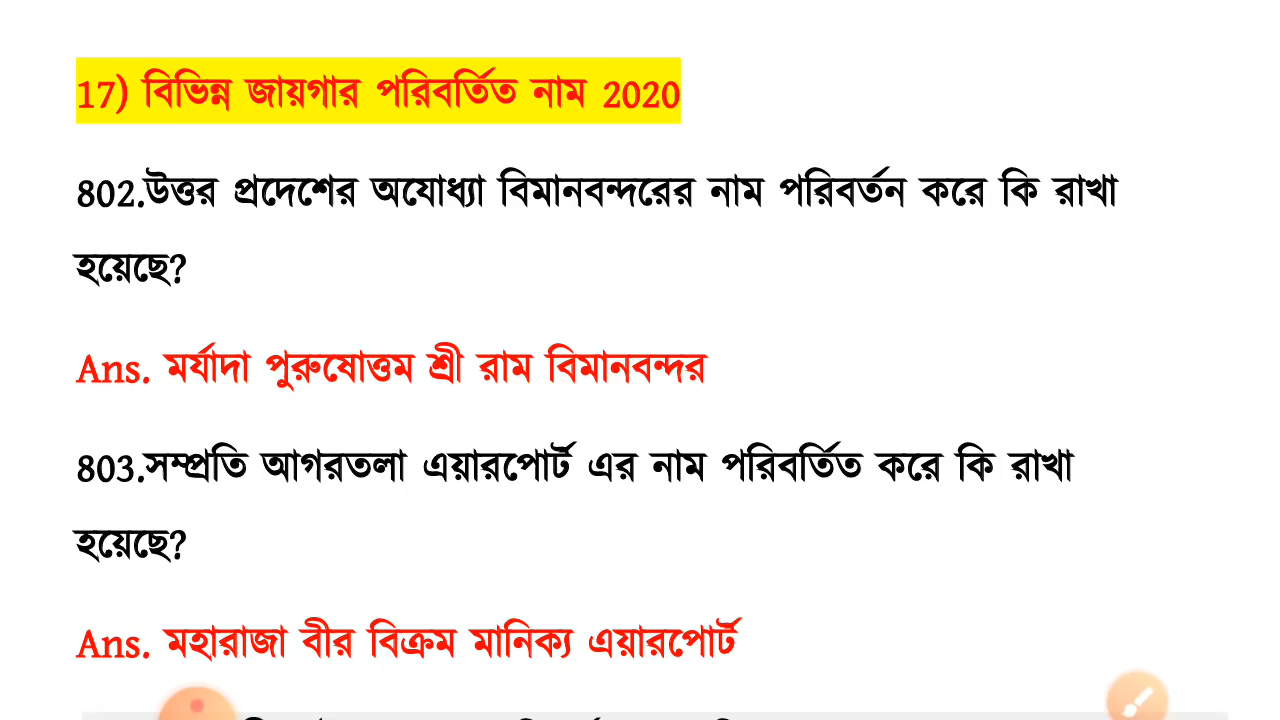 17) বিভিন্ন জায়গার পরিবর্তিত নাম 2020
802.উত্তর প্রদেশের অযোধ্যা বিমানবন্দরের নাম পরিবর্তন করে কি রাখা
হয়েছে?
Ans. মর্যাদা পুরুষোত্তম শ্রী রাম বিমানবন্দর
803.সম্প্রতি আগরতলা এয়ারপোর্ট এর নাম পরিবর্তিত করে কি রাখা
হয়েছে?
Ans. মহারাজা বীর বিক্রম মানিক্য এয়ারপোর্ট